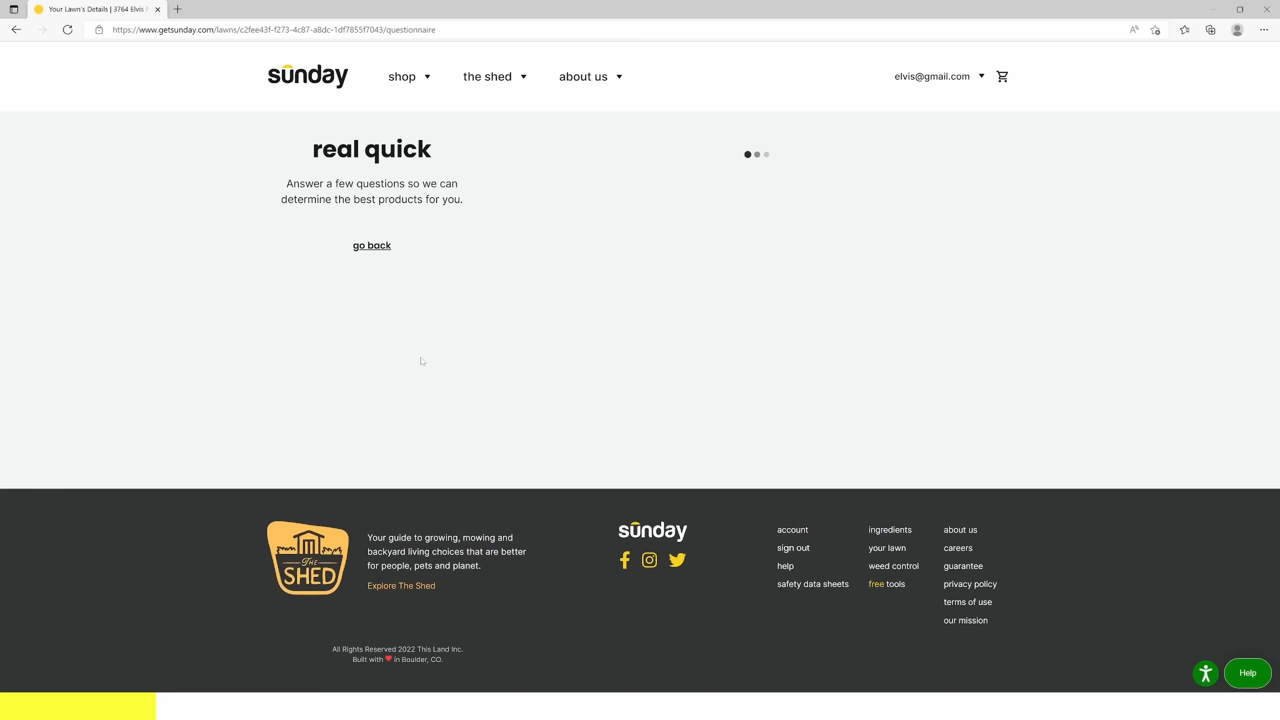 Your Lawn's Details | 3764 Elvis P
https://www.getsunday.com/lawns/c2fee43f-f273-4c87-a8dc-1df7855f7043/questionnaire
sunday
shop
the shed
about us
elvis@gmail.com
real quick
Answer a few questions so we can
determine the best products for you.
go back
THE
SHED
Your guide to growing, mowing and
backyard living choices that are better
for people, pets and planet.
Explore The Shed
All Rights Reserved 2022 This Land Inc.
Built with ❤ in Boulder, CO.
sunday
account
sign out
help
safety data sheets
ingredients
your lawn
weed control
free tools
about us
careers
guarantee
privacy policy
terms of use
our mission
Help